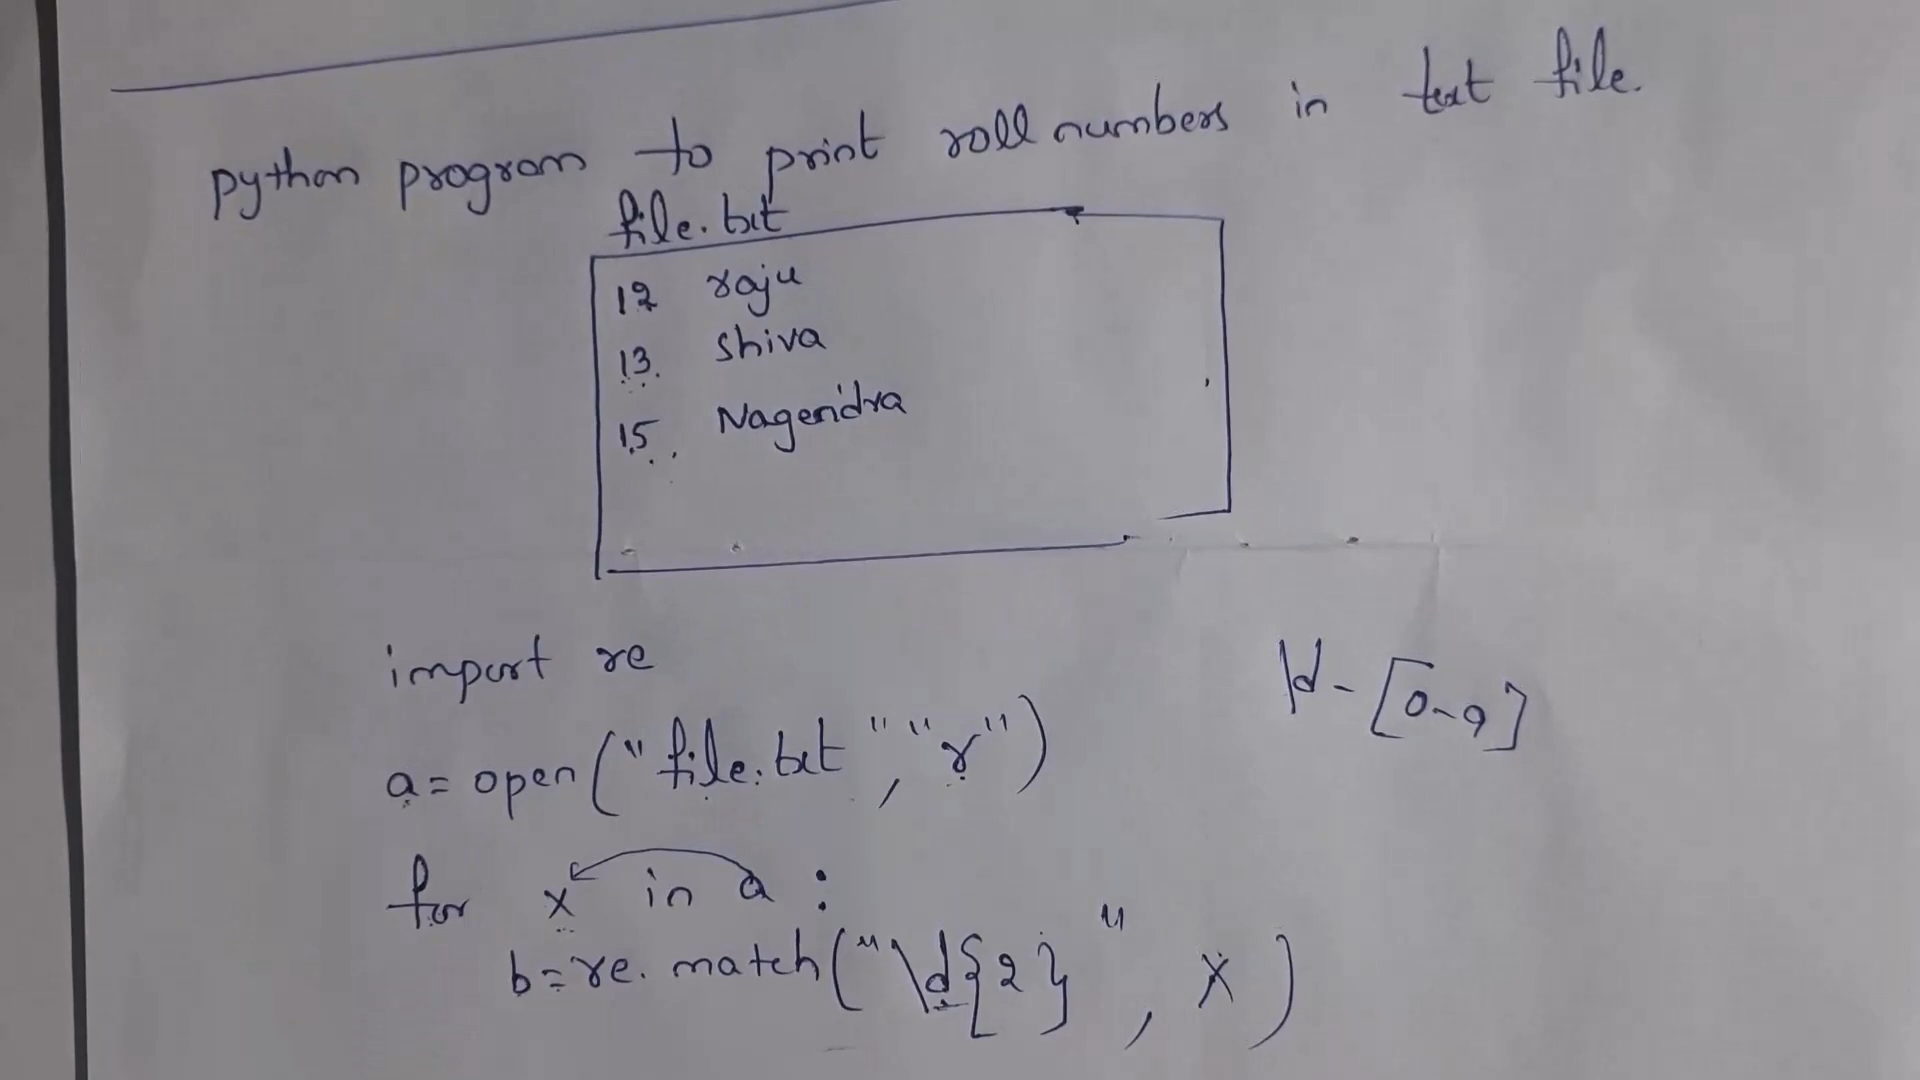 python program to print roll numbers in text file.
file.txt
12 raju
13. shiva
15. Nagendra
import re
\d - [0-9]
a = open("file.txt", "r")
for x in a :
b = re.match("\d{2}", x)